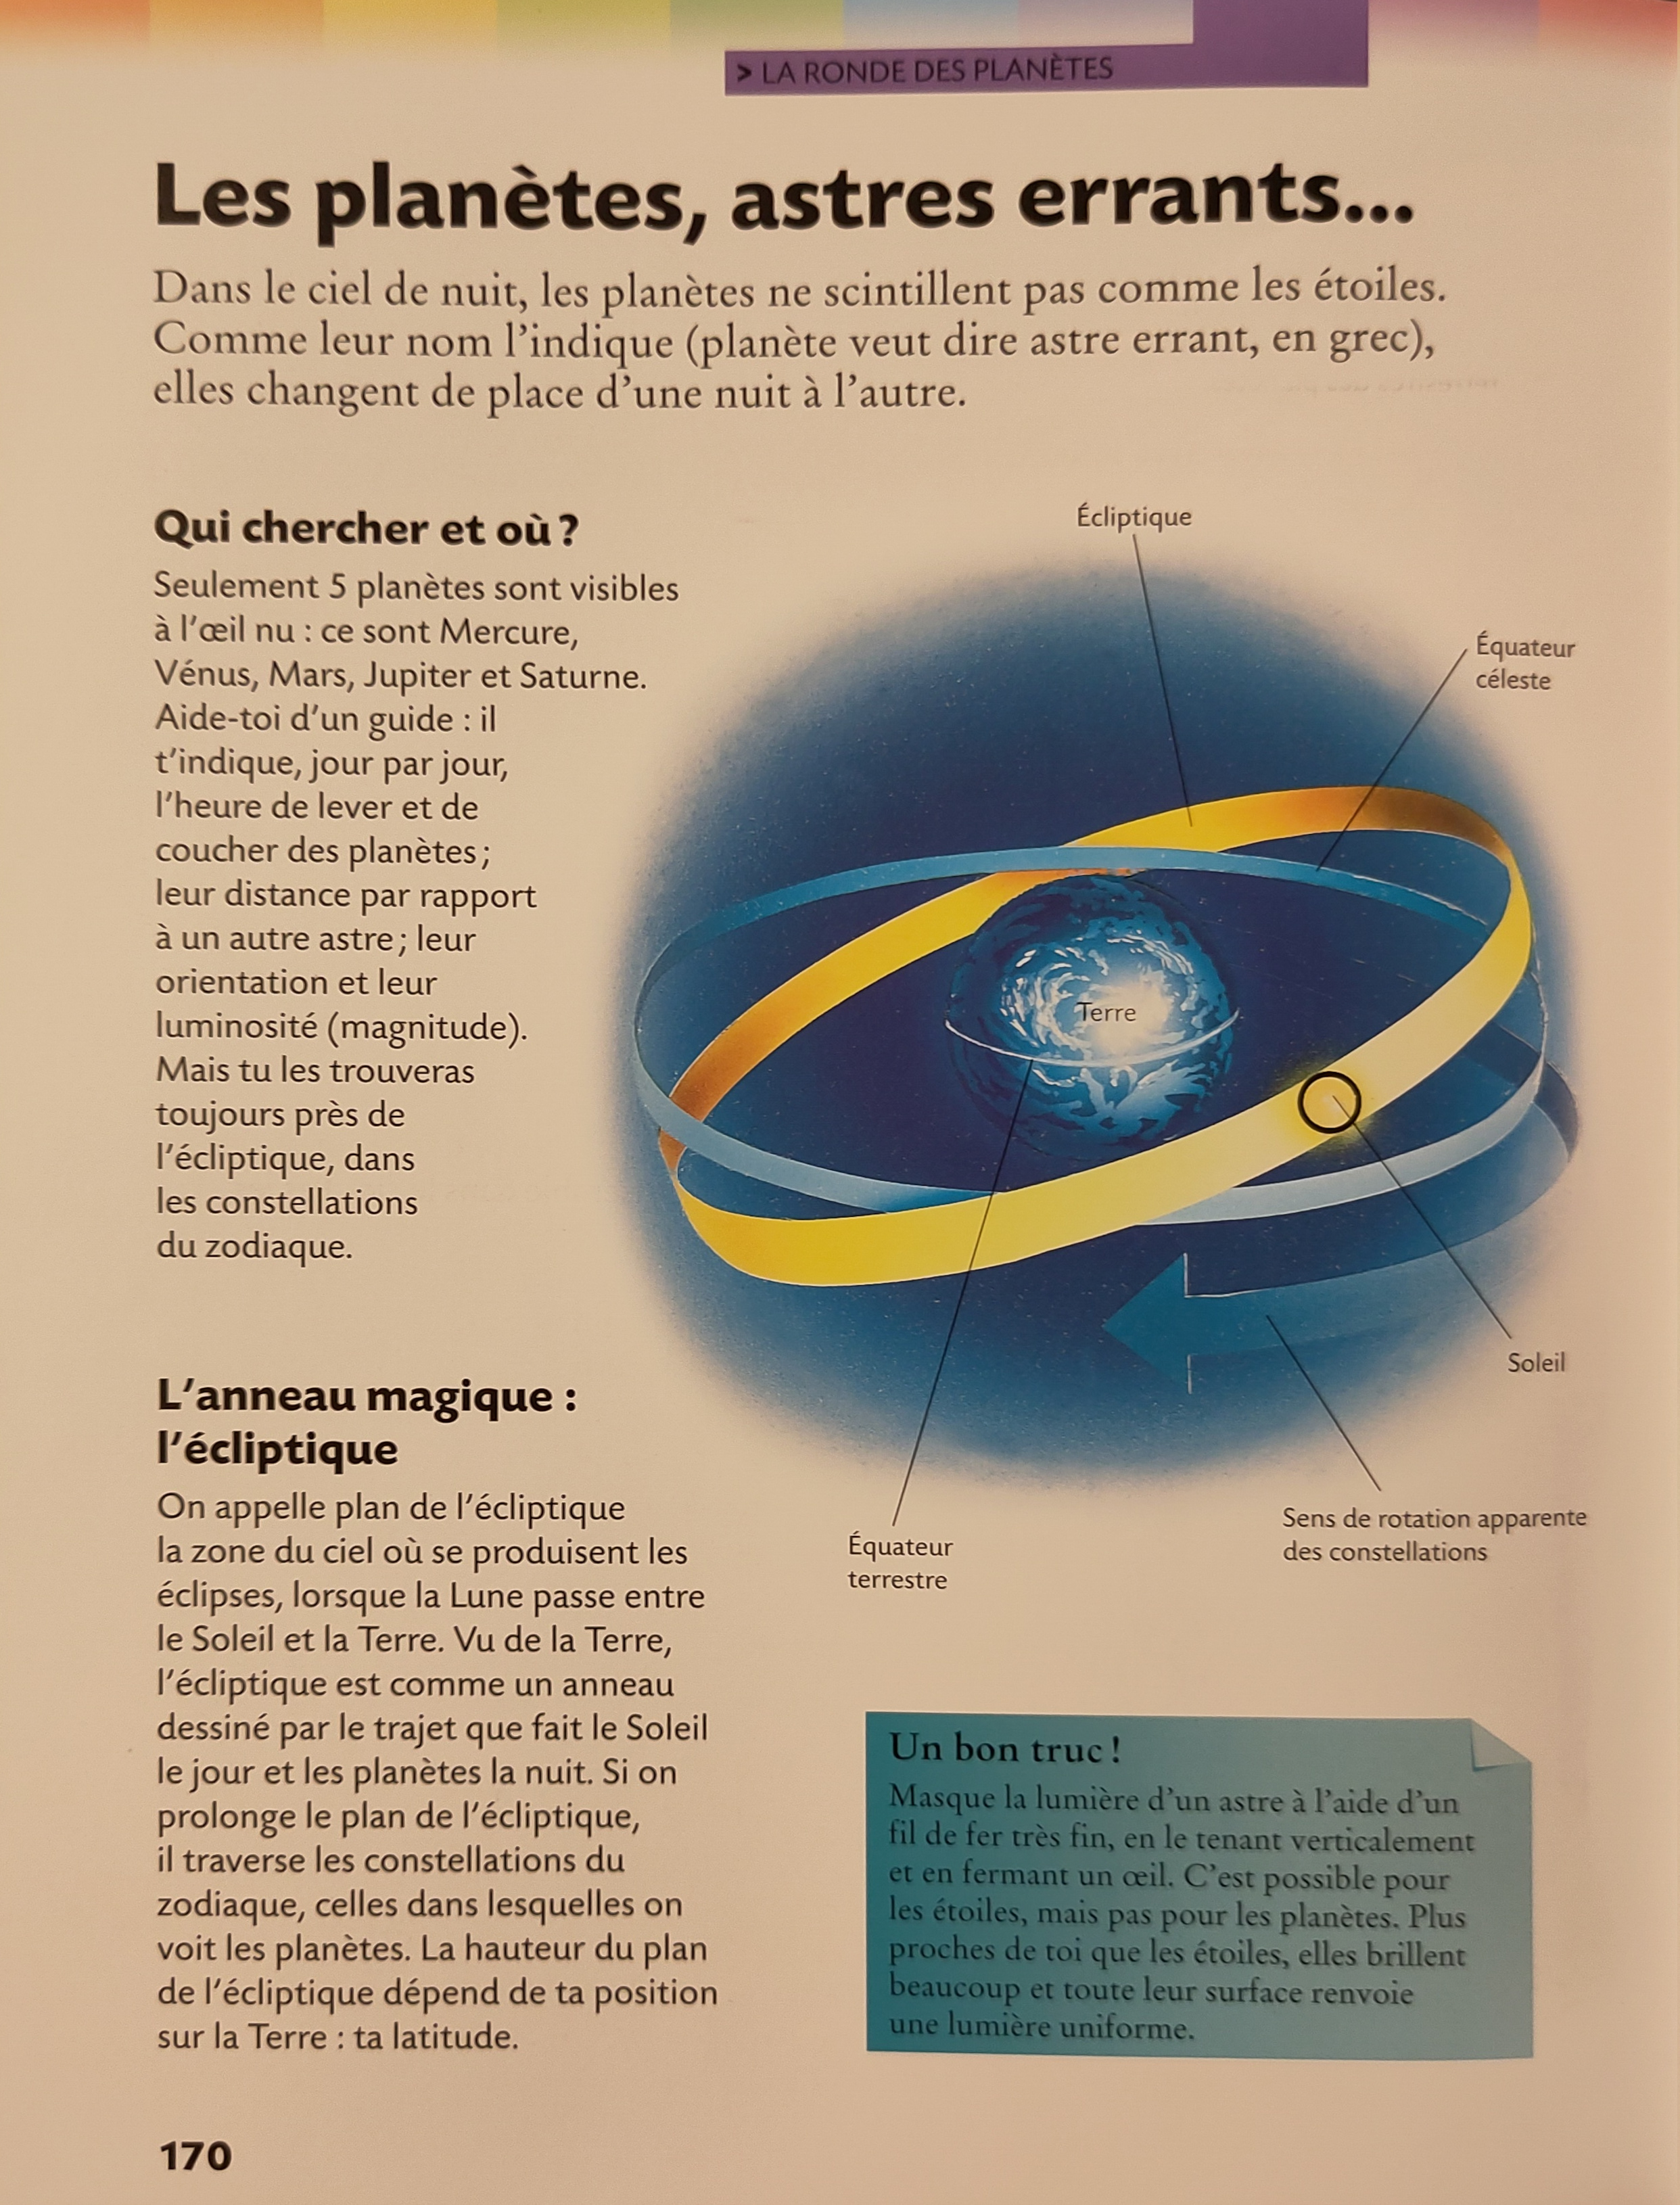 > LA RONDE DES PLANÈTES
Les planètes, astres errants...
Dans le ciel de nuit, les planètes ne scintillent pas comme les étoiles.
Comme leur nom l'indique (planète veut dire astre errant, en grec),
elles changent de place d'une nuit à l'autre.
Qui chercher et où ?
Seulement 5 planètes sont visibles
à l'œil nu : ce sont Mercure,
Vénus, Mars, Jupiter et Saturne.
Aide-toi d'un guide : il
t'indique, jour par jour,
l'heure de lever et de
coucher des planètes ;
leur distance par rapport
à un autre astre ; leur
orientation et leur
luminosité (magnitude).
Mais tu les trouveras
toujours près de
l'écliptique, dans
les constellations
du zodiaque.
Écliptique
Équateur
céleste
Terre
Soleil
Équateur
terrestre
Sens de rotation apparente
des constellations
L'anneau magique :
l'écliptique
On appelle plan de l'écliptique
la zone du ciel où se produisent les
éclipses, lorsque la Lune passe entre
le Soleil et la Terre. Vu de la Terre,
l'écliptique est comme un anneau
dessiné par le trajet que fait le Soleil
le jour et les planètes la nuit. Si on
prolonge le plan de l'écliptique,
il traverse les constellations du
zodiaque, celles dans lesquelles on
voit les planètes. La hauteur du plan
de l'écliptique dépend de ta position
sur la Terre : ta latitude.
Un bon truc !
Masque la lumière d'un astre à l'aide d'un
fil de fer très fin, en le tenant verticalement
et en fermant un œil. C'est possible pour
les étoiles, mais pas pour les planètes. Plus
proches de toi que les étoiles, elles brillent
beaucoup et toute leur surface renvoie
une lumière uniforme.
170